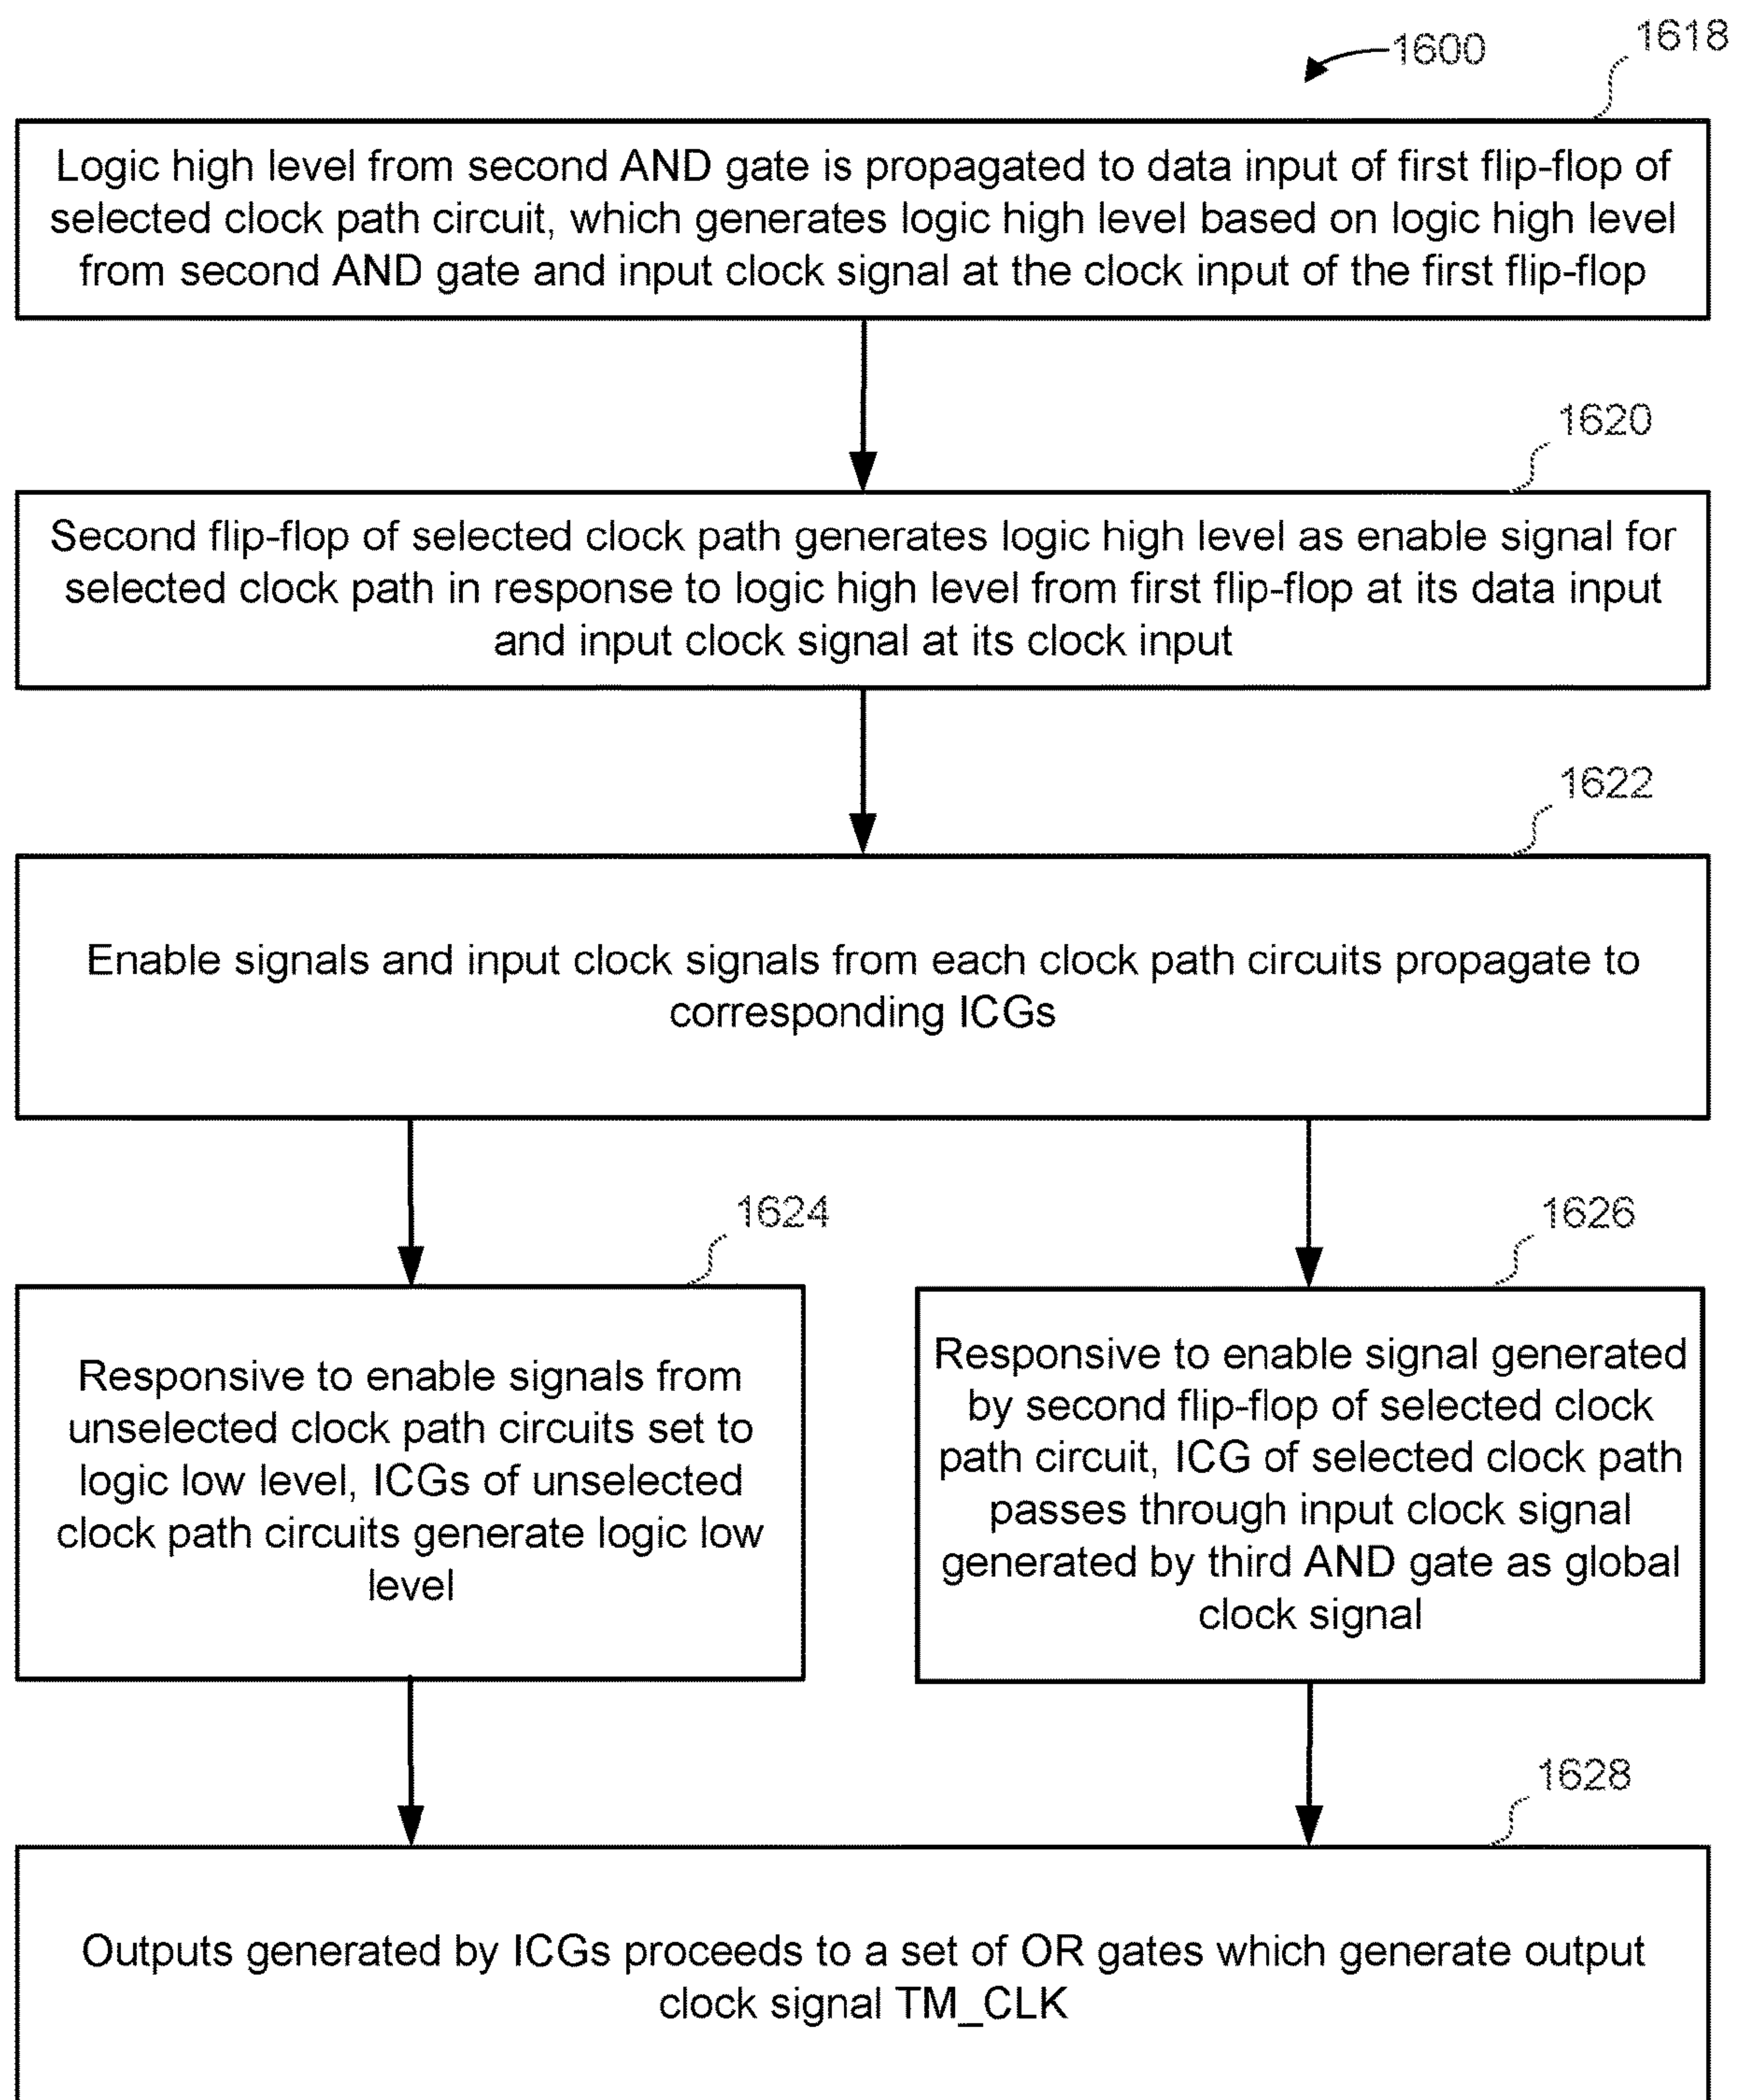 1600
1618
Logic high level from second AND gate is propagated to data input of first flip-flop of
selected clock path circuit, which generates logic high level based on logic high level
from second AND gate and input clock signal at the clock input of the first flip-flop
1620
Second flip-flop of selected clock path generates logic high level as enable signal for
selected clock path in response to logic high level from first flip-flop at its data input
and input clock signal at its clock input
1622
Enable signals and input clock signals from each clock path circuits propagate to
corresponding ICGs
1624
Responsive to enable signals from
unselected clock path circuits set to
logic low level, ICGs of unselected
clock path circuits generate logic low
level
1626
Responsive to enable signal generated
by second flip-flop of selected clock
path circuit, ICG of selected clock path
passes through input clock signal
generated by third AND gate as global
clock signal
1628
Outputs generated by ICGs proceeds to a set of OR gates which generate output
clock signal TM_CLK